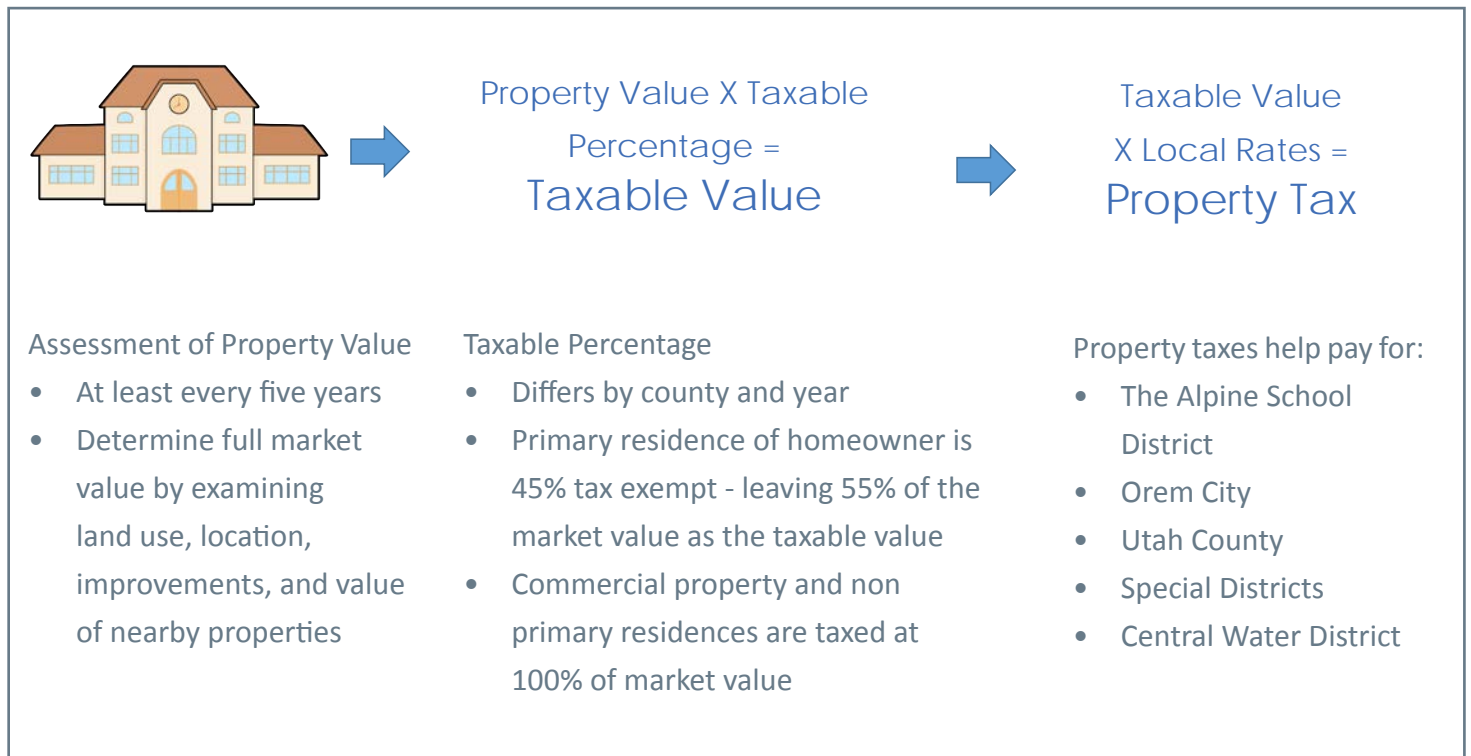 Property Value X Taxable
Percentage =
Taxable Value
Taxable Value
X Local Rates =
Property Tax
Assessment of Property Value
• At least every five years
• Determine full market
value by examining
land use, location,
improvements, and value
of nearby properties
Taxable Percentage
• Differs by county and year
• Primary residence of homeowner is
45% tax exempt - leaving 55% of the
market value as the taxable value
• Commercial property and non
primary residences are taxed at
100% of market value
Property taxes help pay for:
• The Alpine School
District
• Orem City
• Utah County
• Special Districts
• Central Water District